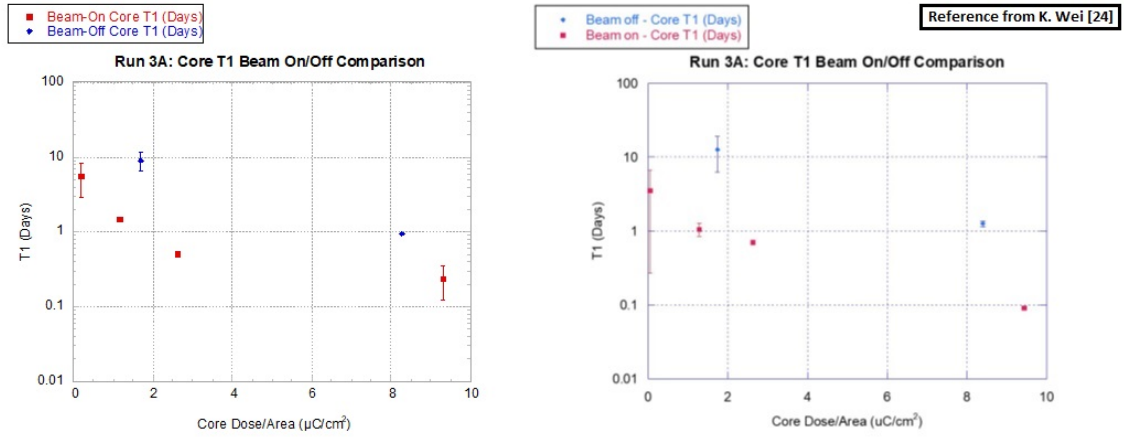 Beam-On Core T1 (Days)
Beam-Off Core T1 (Days)
Run 3A: Core T1 Beam On/Off Comparison
100
10
1
0.1
0.01
T1 (Days)
0 2 4 6 8 10
Core Dose/Area (µC/cm²)
Beam off - Core T1 (Days)
Beam on - Core T1 (Days)
Reference from K. Wei [24]
Run 3A: Core T1 Beam On/Off Comparison
100
10
1
0.1
0.01
T1 (Days)
0 2 4 6 8 10
Core Dose/Area (uC/cm²)